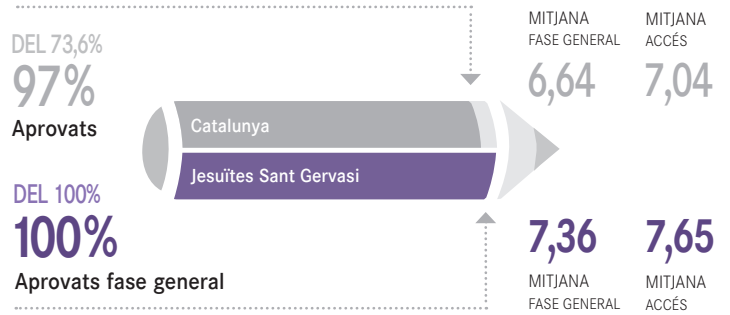 DEL 73,6%
97%
Aprovats
MITJANA
FASE GENERAL
6,64
MITJANA
ACCÉS
7,04
Catalunya
Jesuïtes Sant Gervasi
DEL 100%
100%
Aprovats fase general
7,36
MITJANA
FASE GENERAL
7,65
MITJANA
ACCÉS